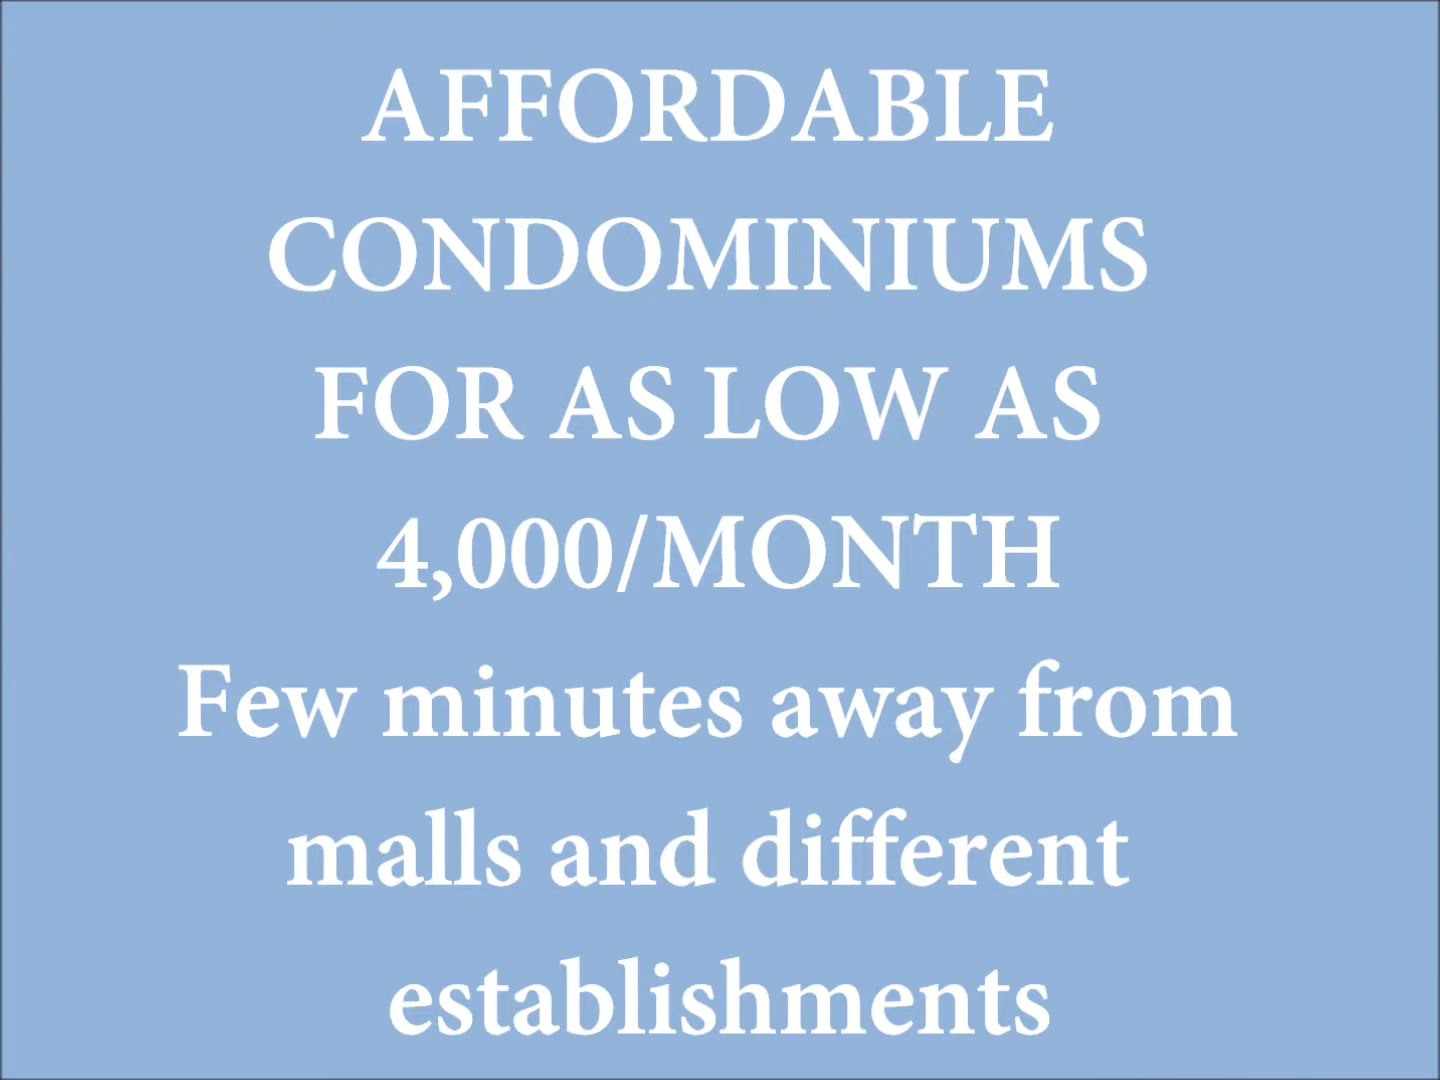 AFFORDABLE
CONDOMINIUMS
FOR AS LOW AS
4,000/MONTH
Few minutes away from
malls and different
establishments